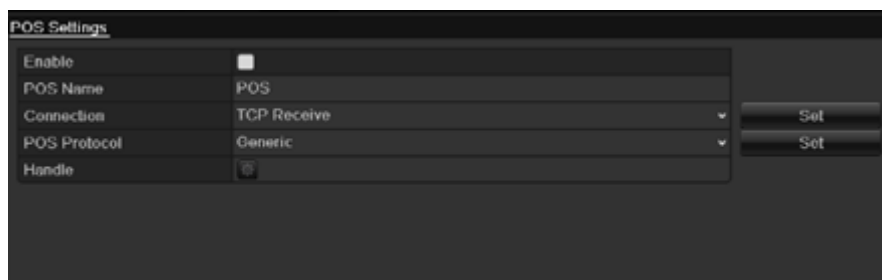 POS Settings
Enable
POS Name POS
Connection TCP Receive Set
POS Protocol Generic Set
Handle